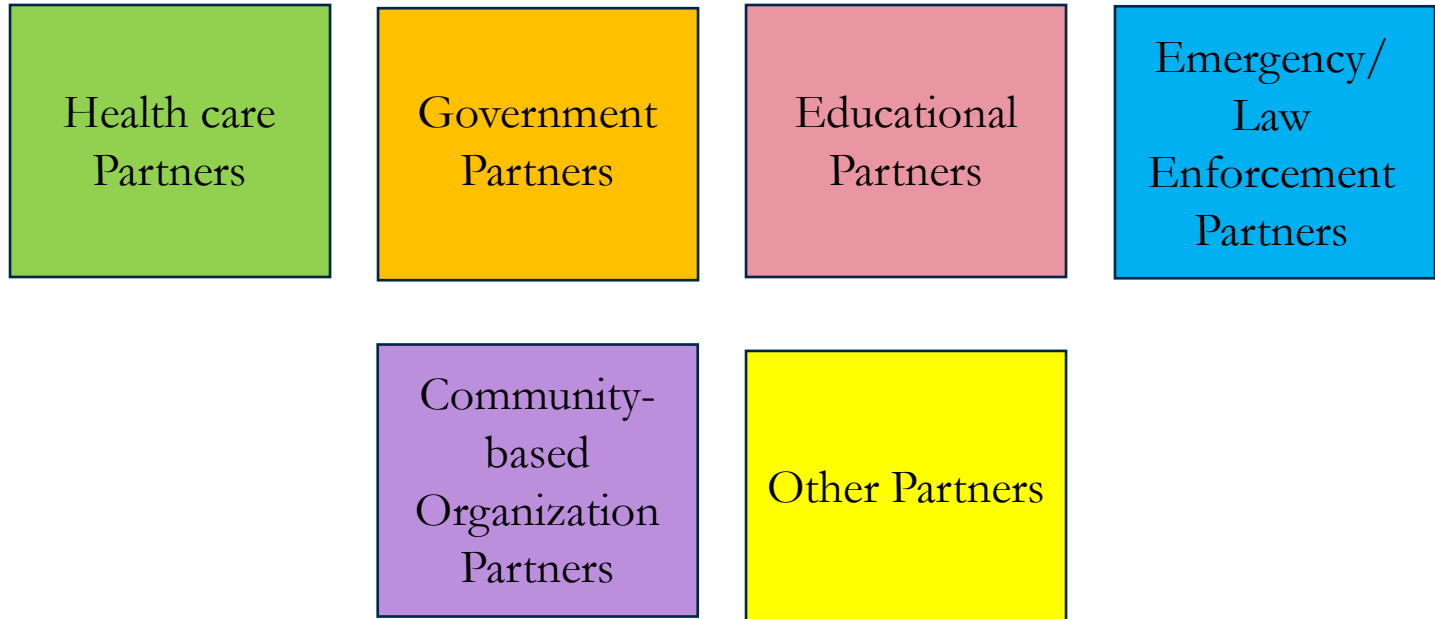 Health care
Partners
Government
Partners
Educational
Partners
Emergency/
Law
Enforcement
Partners
Community-
based
Organization
Partners
Other Partners